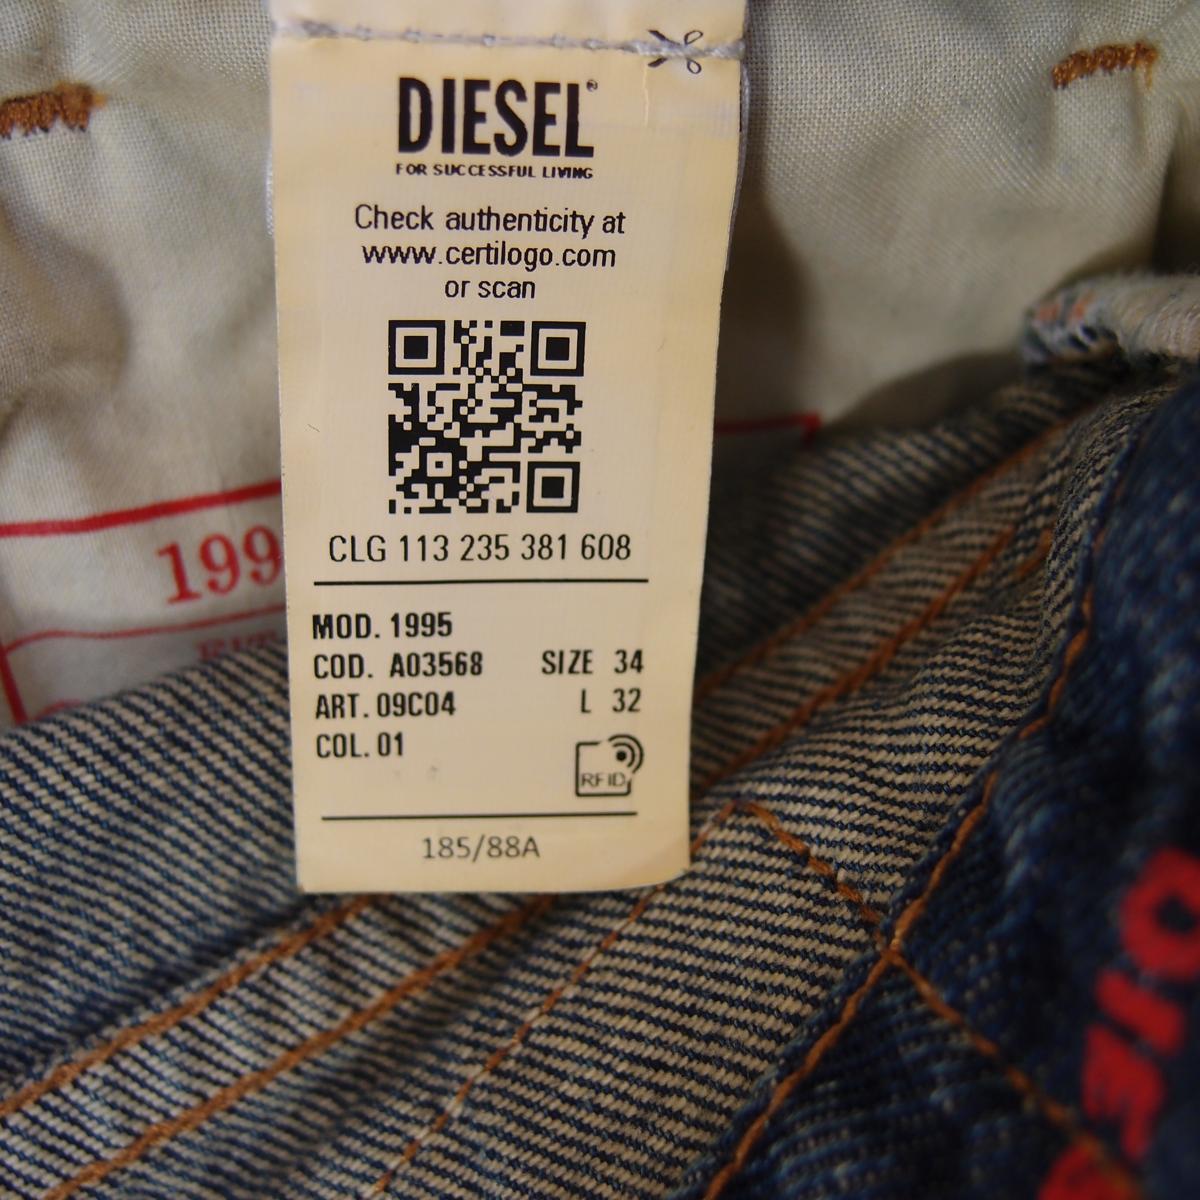 DIESEL®
FOR SUCCESSFUL LIVING
Check authenticity at
www.certilogo.com
or scan
CLG 113 235 381 608
MOD. 1995
COD. A03568 SIZE 34
ART. 09C04 L 32
COL. 01
RFID
185/88A
199
DIE